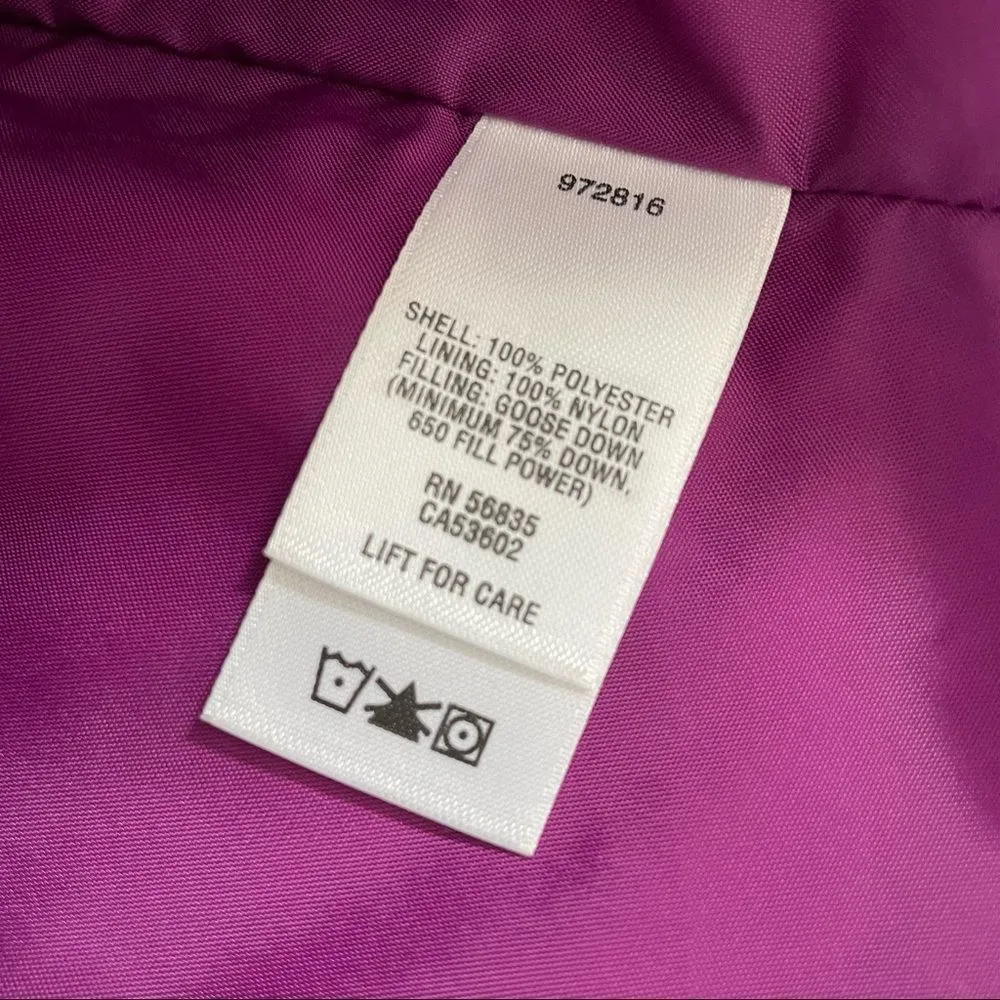 972816
SHELL: 100% POLYESTER
LINING: 100% NYLON
FILLING: GOOSE DOWN
(MINIMUM 75% DOWN,
650 FILL POWER)
RN 56835
CA53602
LIFT FOR CARE